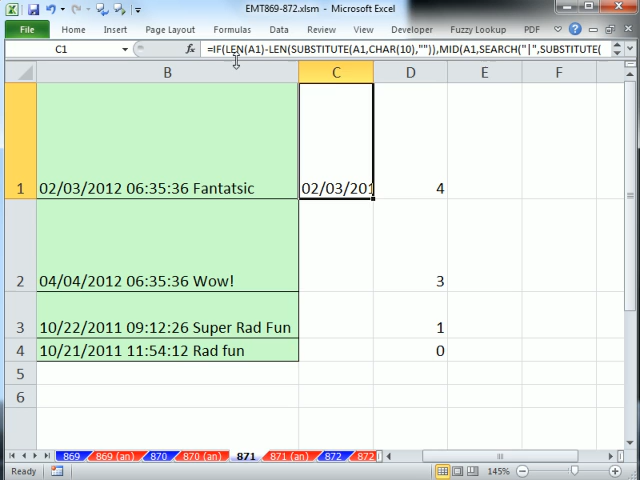 EMT869-872.xlsm - Microsoft Excel
File Home Insert Page Layout Formulas Data Review View Developer Fuzzy Lookup PDF
C1 fx =IF(LEN(A1)-LEN(SUBSTITUTE(A1,CHAR(10),"")),MID(A1,SEARCH("|",SUBSTITUTE(
B C D E F
1 02/03/2012 06:35:36 Fantatsic 02/03/201 4
2 04/04/2012 06:35:36 Wow! 3
3 10/22/2011 09:12:26 Super Rad Fun 1
4 10/21/2011 11:54:12 Rad fun 0
5
6
869 869 (an) 870 870 (an) 871 871 (an) 872 872
Ready 145%